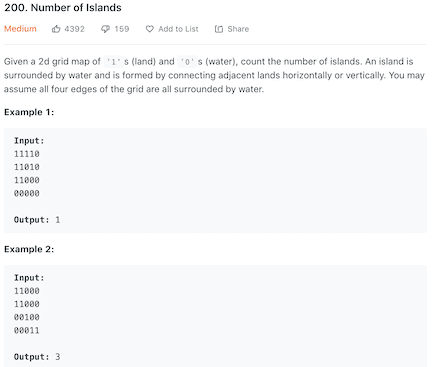 200. Number of Islands
Medium 4392 159 Add to List Share
Given a 2d grid map of '1' s (land) and '0' s (water), count the number of islands. An island is
surrounded by water and is formed by connecting adjacent lands horizontally or vertically. You may
assume all four edges of the grid are all surrounded by water.
Example 1:
Input:
11110
11010
11000
00000
Output: 1
Example 2:
Input:
11000
11000
00100
00011
Output: 3